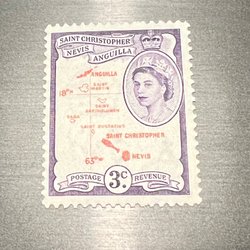 SAINT CHRISTOPHER
NEVIS ANGUILLA
ANGUILLA
SAINT MARTIN
18°
SAINT BARTHOLOMEW
SABA
SAINT EUSTATIUS
SAINT CHRISTOPHER
63°
NEVIS
POSTAGE 3c REVENUE